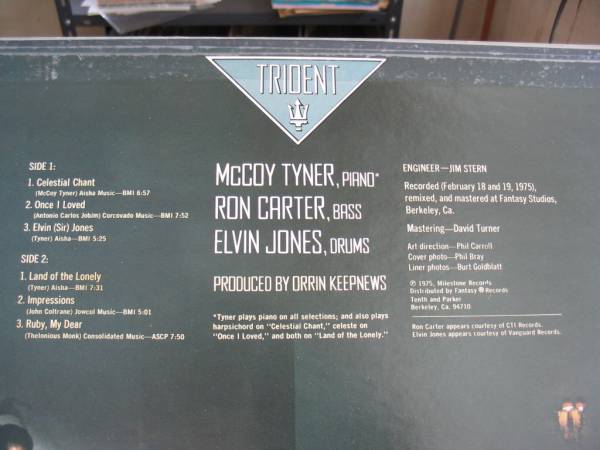 TRIDENT
SIDE 1:
1. Celestial Chant
(McCoy Tyner) Aisha Music—BMI 6:57
2. Once I Loved
(Antonio Carlos Jobim) Corcovado Music—BMI 7:52
3. Elvin (Sir) Jones
(Tyner) Aisha—BMI 5:25
SIDE 2:
1. Land of the Lonely
(Tyner) Aisha—BMI 7:31
2. Impressions
(John Coltrane) Jowcol Music—BMI 5:01
3. Ruby, My Dear
(Thelonious Monk) Consolidated Music—ASCP 7:50
McCOY TYNER, PIANO*
RON CARTER, BASS
ELVIN JONES, DRUMS
PRODUCED BY ORRIN KEEPNEWS
*Tyner plays piano on all selections; and also plays
harpsichord on "Celestial Chant," celeste on
"Once I Loved," and both on "Land of the Lonely."
ENGINEER—JIM STERN
Recorded (February 18 and 19, 1975),
remixed, and mastered at Fantasy Studios,
Berkeley, Ca.
Mastering—David Turner
Art direction—Phil Carroll
Cover photo—Phil Bray
Liner photos—Burt Goldblatt
℗ 1975, Milestone Records
Distributed by Fantasy ® Records
Tenth and Parker
Berkeley, Ca. 94710
Ron Carter appears courtesy of CTI Records.
Elvin Jones appears courtesy of Vanguard Records.